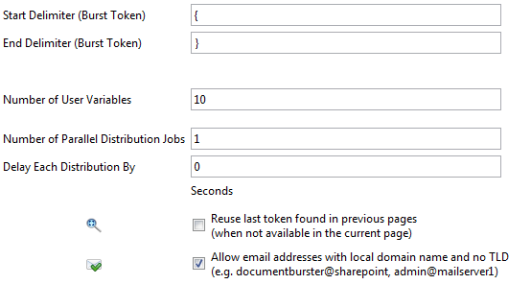 Start Delimiter (Burst Token) {
End Delimiter (Burst Token) }
Number of User Variables 10
Number of Parallel Distribution Jobs 1
Delay Each Distribution By 0
Seconds
Reuse last token found in previous pages
(when not available in the current page)
Allow email addresses with local domain name and no TLD
(e.g. documentburster@sharepoint, admin@mailserver1)